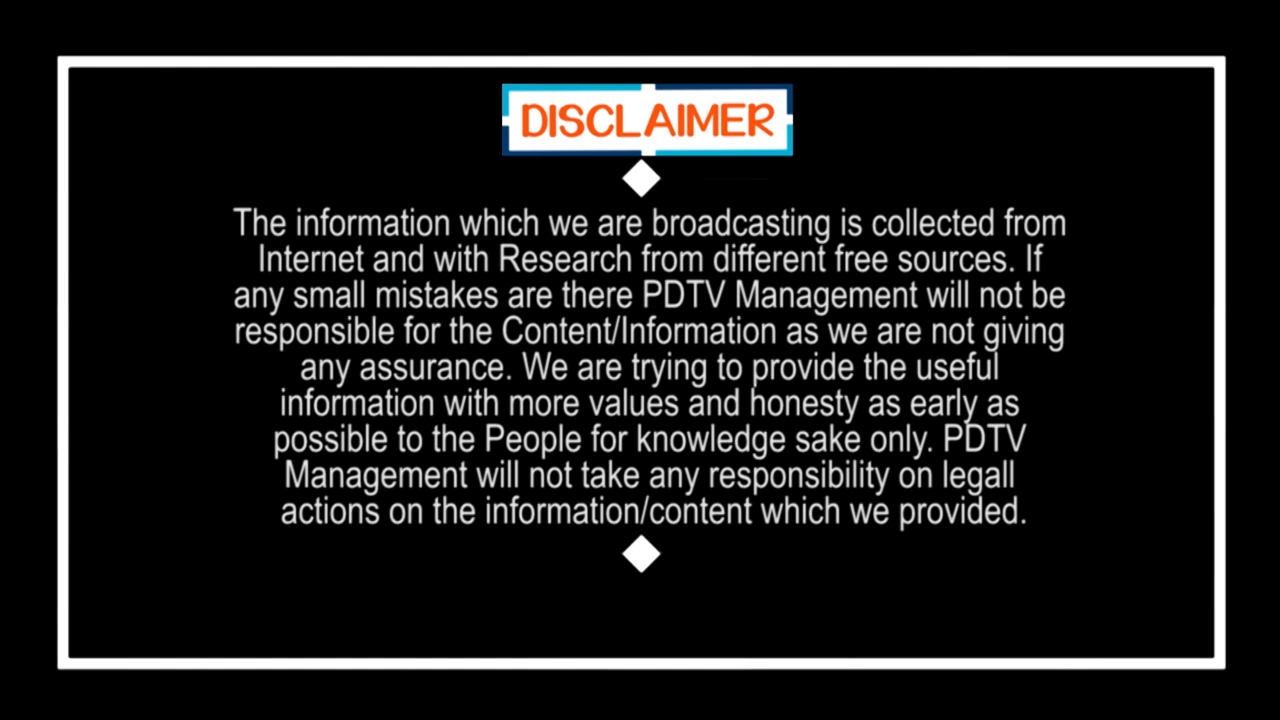 DISCLAIMER
The information which we are broadcasting is collected from
Internet and with Research from different free sources. If
any small mistakes are there PDTV Management will not be
responsible for the Content/Information as we are not giving
any assurance. We are trying to provide the useful
information with more values and honesty as early as
possible to the People for knowledge sake only. PDTV
Management will not take any responsibility on legall
actions on the information/content which we provided.